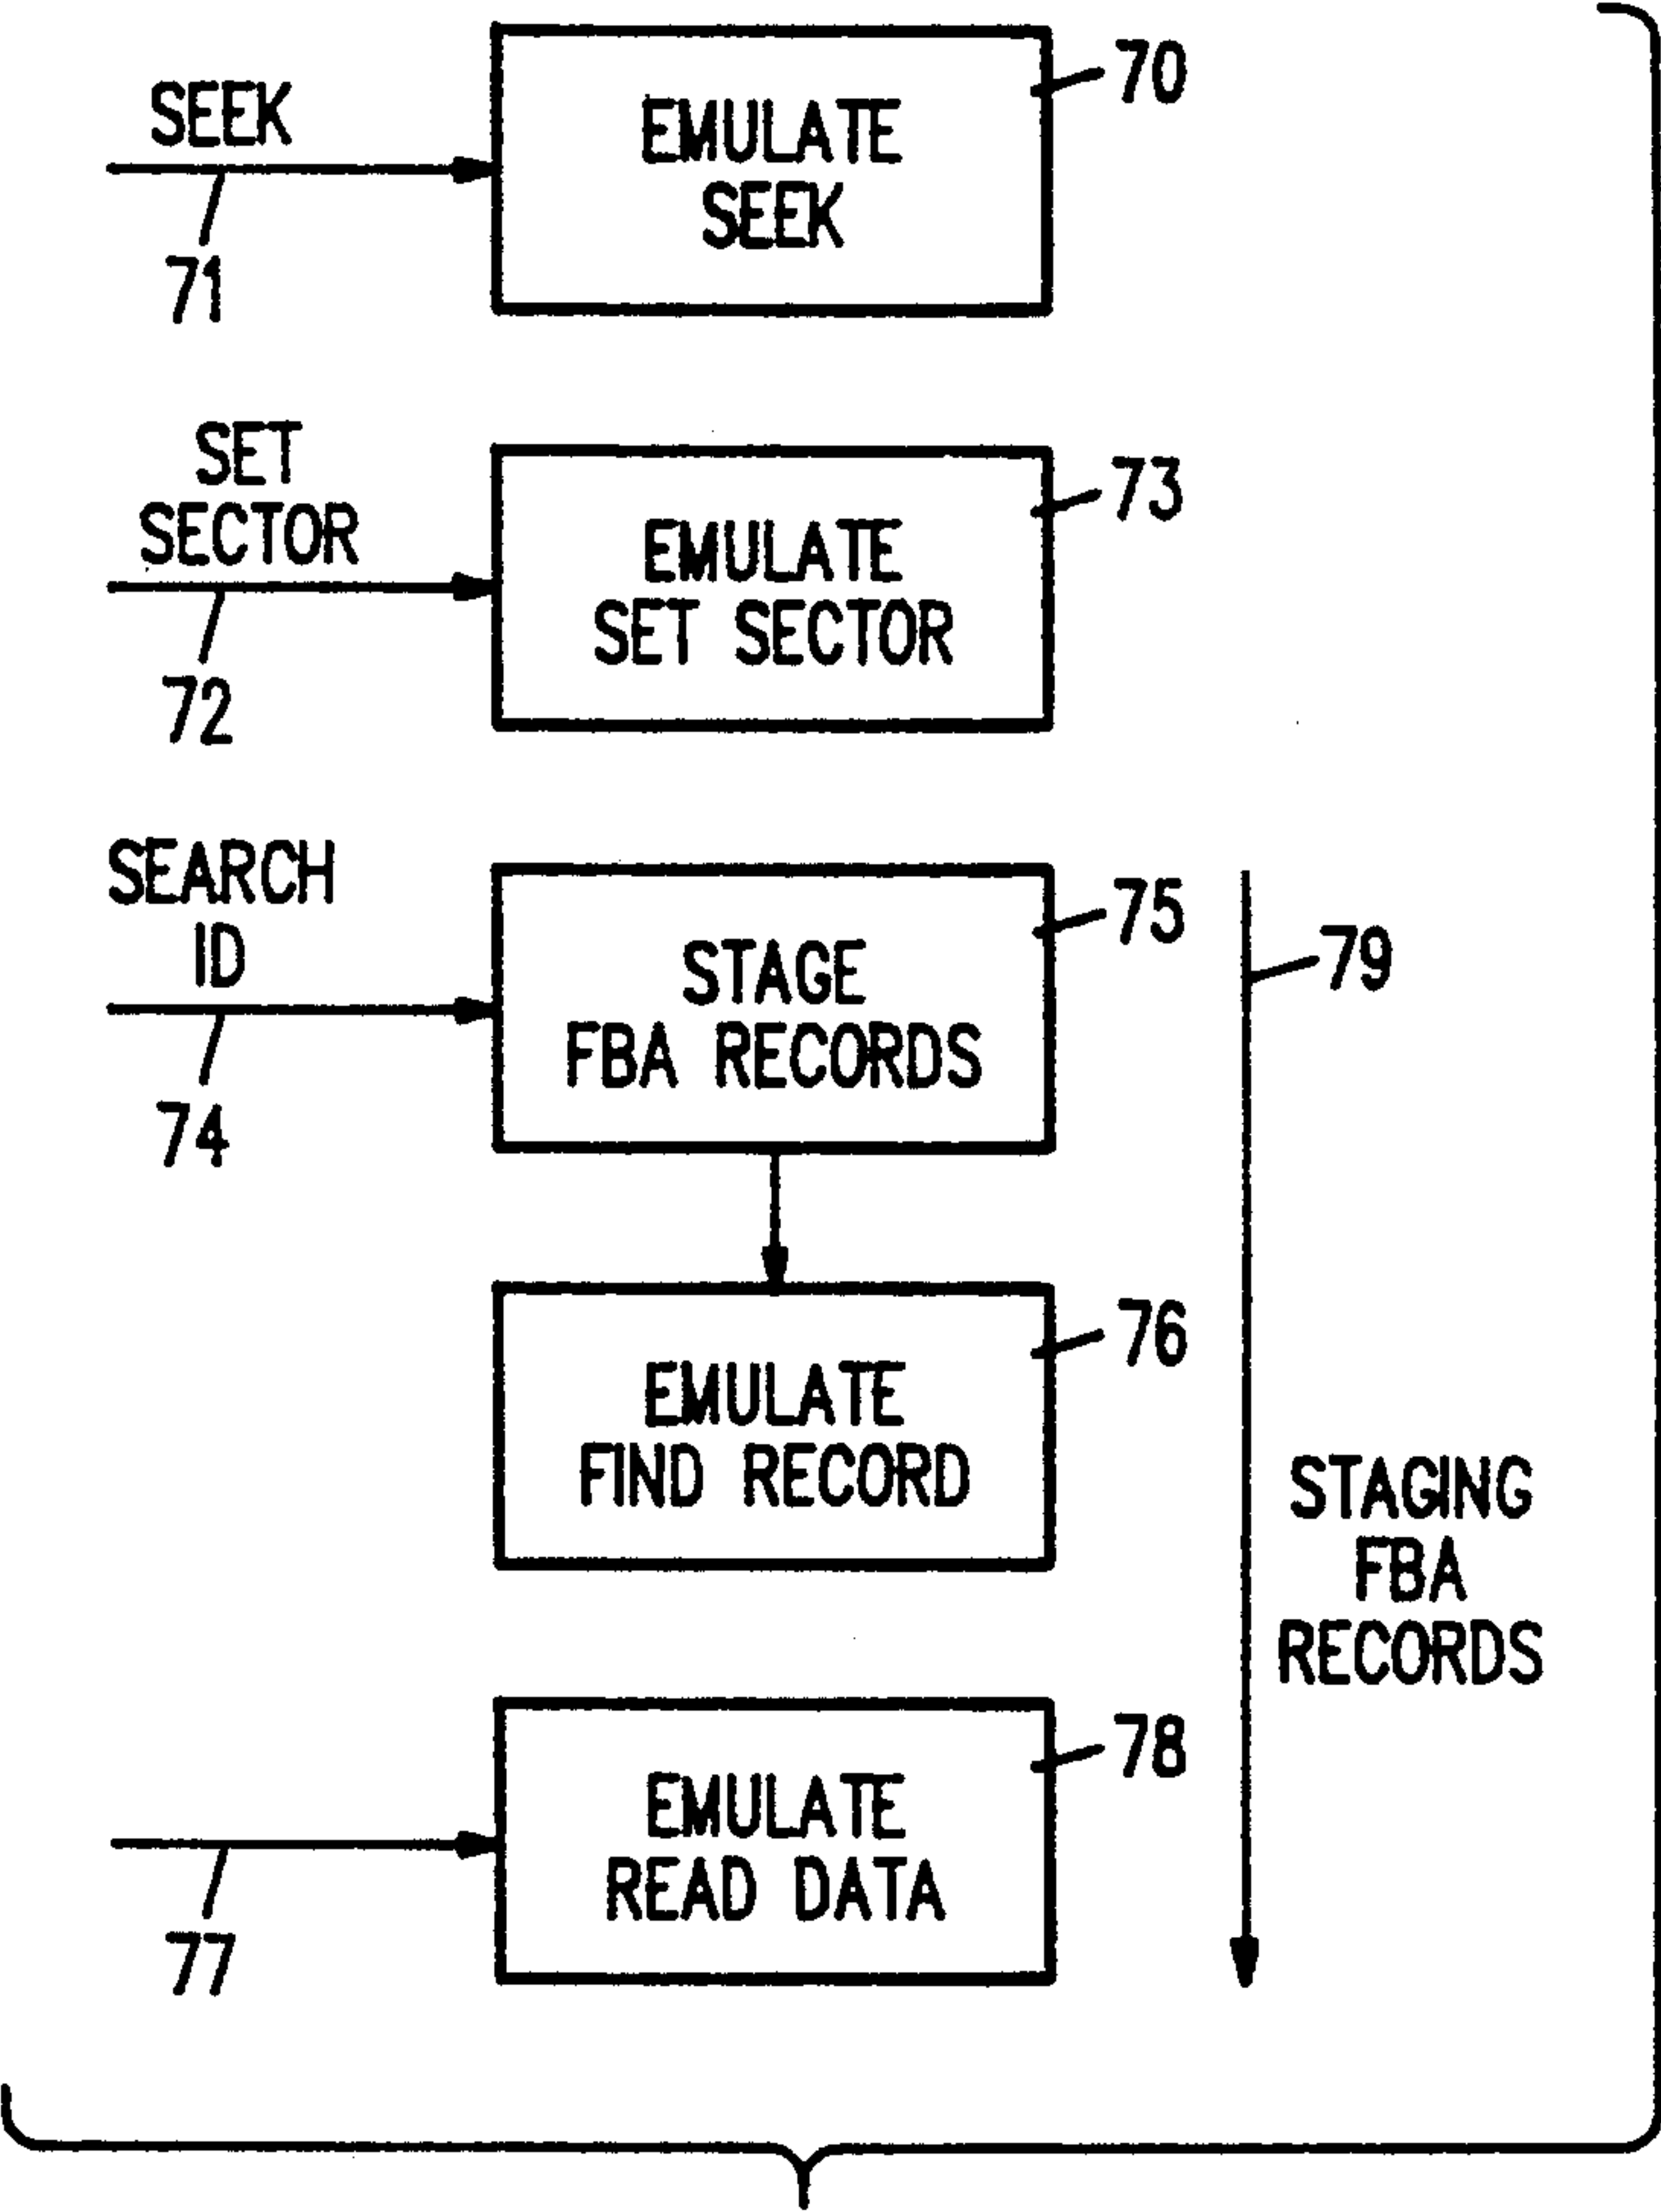 SEEK
71
EMULATE
SEEK
70
SET
SECTOR
72
EMULATE
SET SECTOR
73
SEARCH
ID
74
STAGE
FBA RECORDS
75
79
EMULATE
FIND RECORD
76
STAGING
FBA
RECORDS
77
EMULATE
READ DATA
78